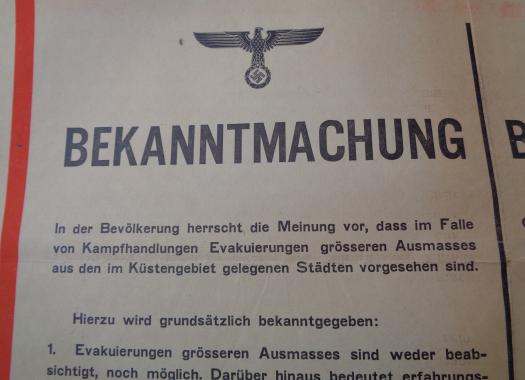 BEKANNTMACHUNG
In der Bevölkerung herrscht die Meinung vor, dass im Falle
von Kampfhandlungen Evakuierungen grösseren Ausmasses
aus den im Küstengebiet gelegenen Städten vorgesehen sind.
Hierzu wird grundsätzlich bekanntgegeben:
1. Evakuierungen grösseren Ausmasses sind weder beab-
sichtigt, noch möglich. Darüber hinaus bedeutet erfahrungs-